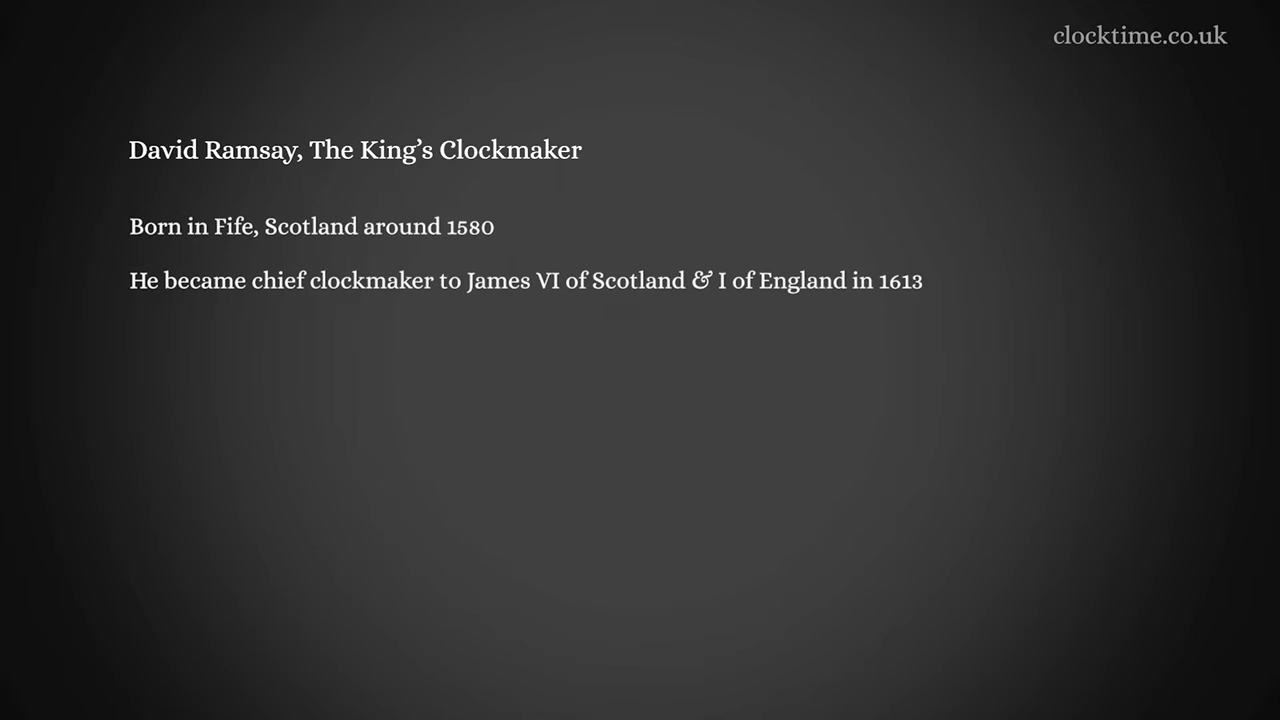 clocktime.co.uk
David Ramsay, The King’s Clockmaker
Born in Fife, Scotland around 1580
He became chief clockmaker to James VI of Scotland & I of England in 1613